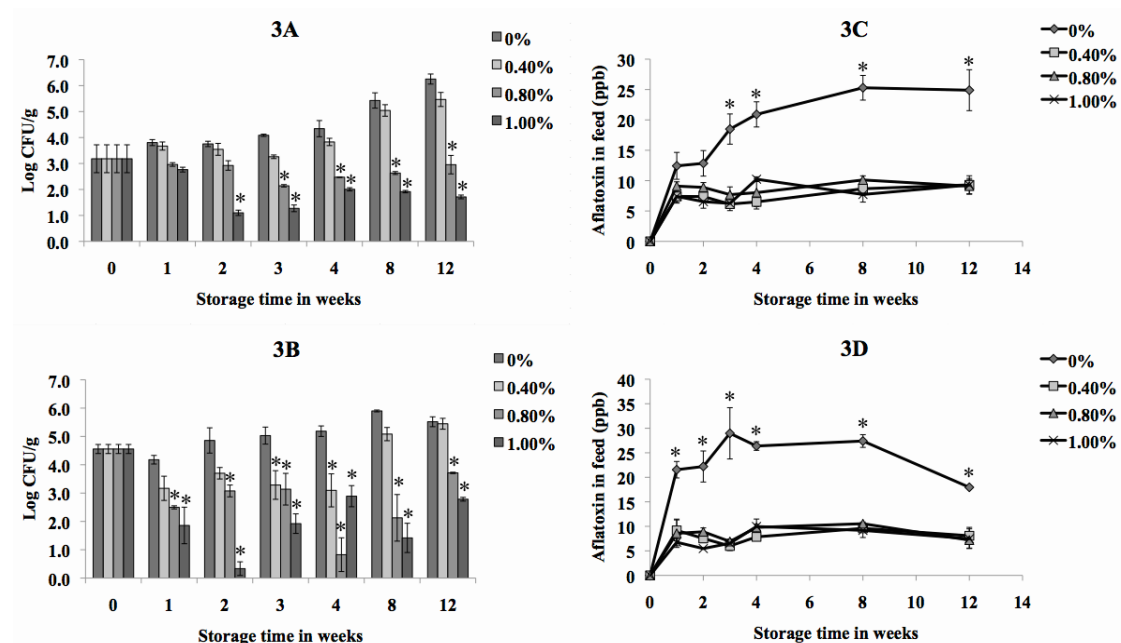 3A
0%
0.40%
0.80%
1.00%
Log CFU/g
7.0
6.0
5.0
4.0
3.0
2.0
1.0
0.0
* * * * * * * * *
0 1 2 3 4 8 12
Storage time in weeks
3C
0%
0.40%
0.80%
1.00%
Aflatoxin in feed (ppb)
30
25
20
15
10
5
0
* * * *
0 2 4 6 8 10 12 14
Storage time in weeks
3B
0%
0.40%
0.80%
1.00%
Log CFU/g
7.0
6.0
5.0
4.0
3.0
2.0
1.0
0.0
* * * * * * * * * * * * * *
0 1 2 3 4 8 12
Storage time in weeks
3D
0%
0.40%
0.80%
1.00%
Aflatoxin in feed (ppb)
40
35
30
25
20
15
10
5
0
* * * * * *
0 2 4 6 8 10 12 14
Storage time in weeks